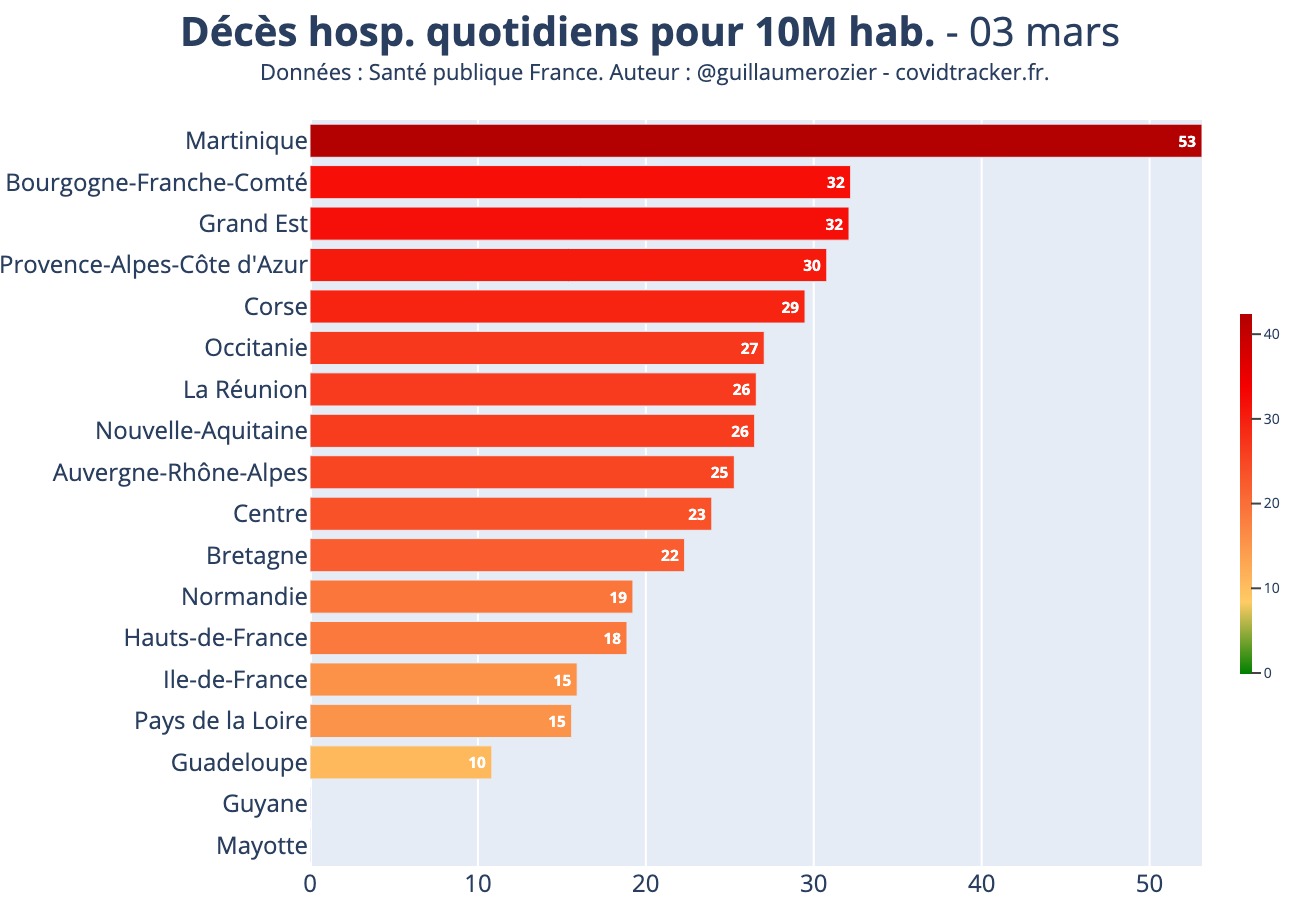 Décès hosp. quotidiens pour 10M hab. - 03 mars
Données : Santé publique France. Auteur : @guillaumerozier - covidtracker.fr.
Martinique 53
Bourgogne-Franche-Comté 32
Grand Est 32
Provence-Alpes-Côte d'Azur 30
Corse 29
Occitanie 27
La Réunion 26
Nouvelle-Aquitaine 26
Auvergne-Rhône-Alpes 25
Centre 23
Bretagne 22
Normandie 19
Hauts-de-France 18
Ile-de-France 15
Pays de la Loire 15
Guadeloupe 10
Guyane
Mayotte
0 10 20 30 40 50
40
30
20
10
0